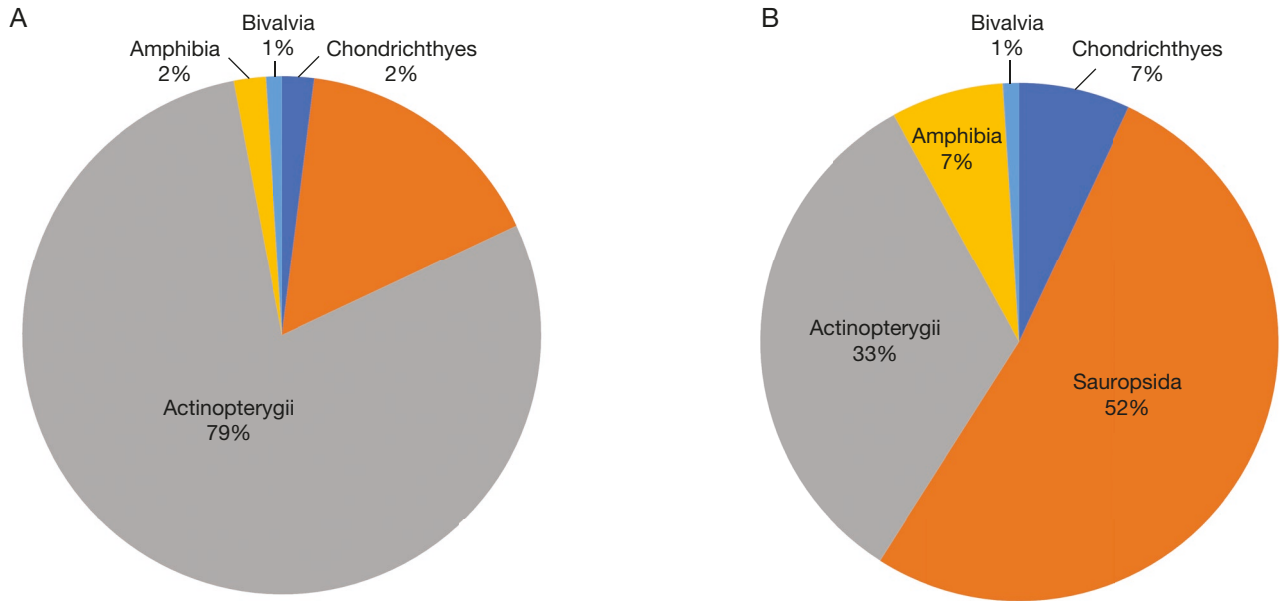 A
Bivalvia
1%
Amphibia
2%
Chondrichthyes
2%
Actinopterygii
79%
B
Bivalvia
1%
Chondrichthyes
7%
Amphibia
7%
Actinopterygii
33%
Sauropsida
52%